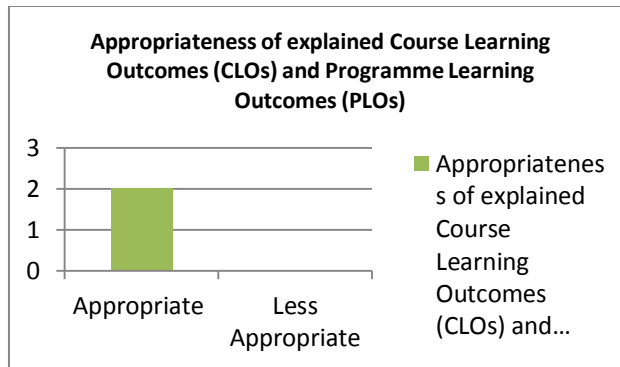 Appropriateness of explained Course Learning
Outcomes (CLOs) and Programme Learning
Outcomes (PLOs)
3
2
1
0
Appropriate
Less
Appropriate
Appropriatenes
s of explained
Course
Learning
Outcomes
(CLOs) and...